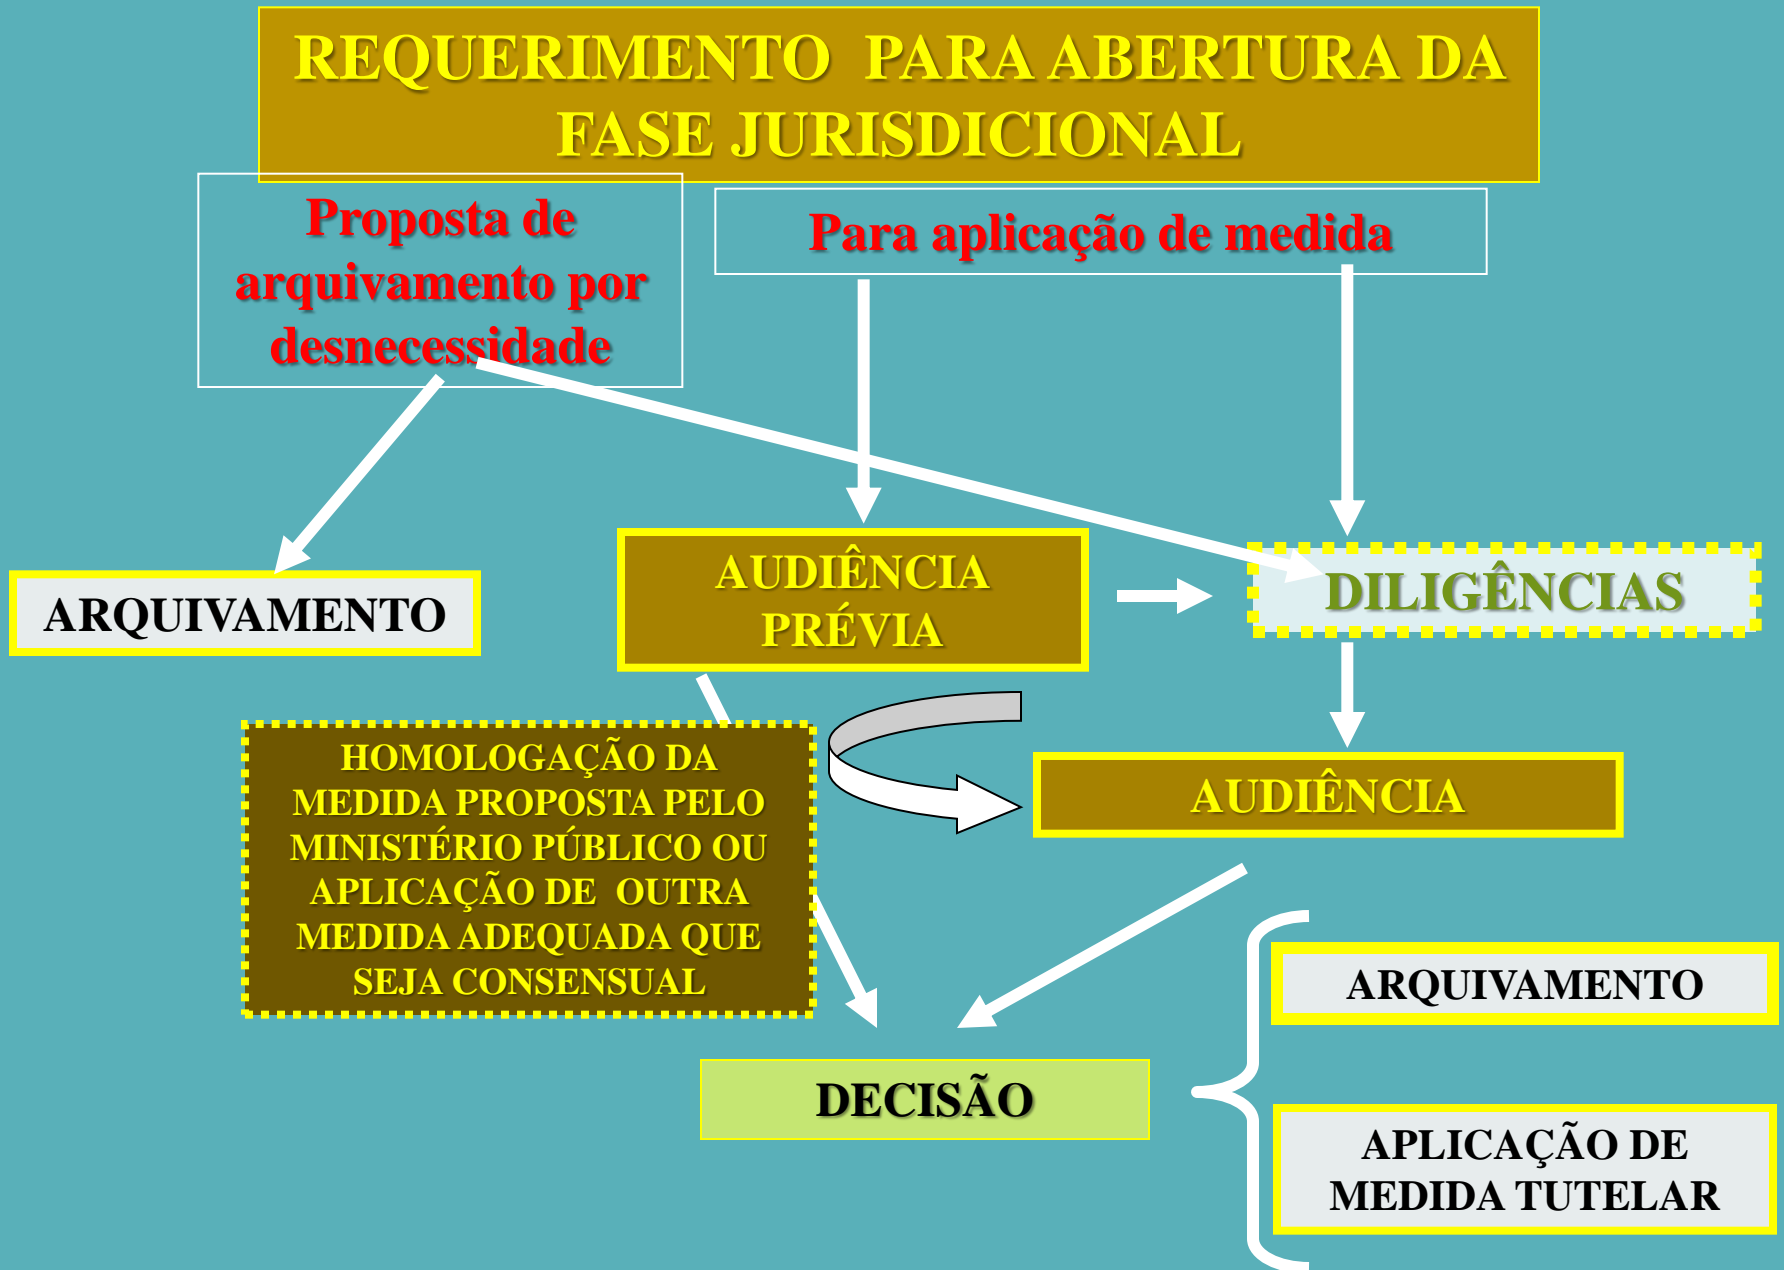 REQUERIMENTO PARA ABERTURA DA
FASE JURISDICIONAL
Proposta de
arquivamento por
desnecessidade
Para aplicação de medida
ARQUIVAMENTO
AUDIÊNCIA
PRÉVIA
DILIGÊNCIAS
HOMOLOGAÇÃO DA
MEDIDA PROPOSTA PELO
MINISTÉRIO PÚBLICO OU
APLICAÇÃO DE OUTRA
MEDIDA ADEQUADA QUE
SEJA CONSENSUAL
AUDIÊNCIA
DECISÃO
ARQUIVAMENTO
APLICAÇÃO DE
MEDIDA TUTELAR